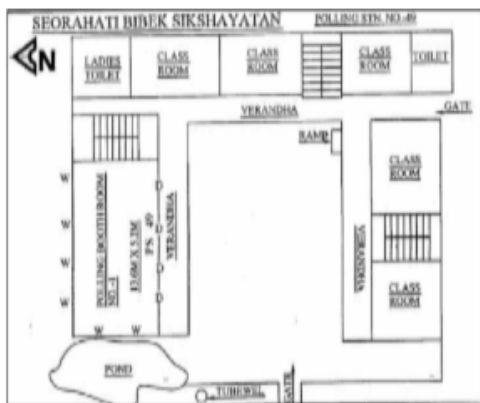 SEORAHATI BIBEK SIKSHAYATAN
POLLING STN. NO.-49
N
LADIES
TOILET
CLASS
ROOM
CLASS
ROOM
CLASS
ROOM
TOILET
VERANDHA
GATE
RAMP
CLASS
ROOM
W
W
W
W
POLLING BOOTH ROOM
NO.-1
13.6M X 5.2M
PS 49
D
D
D
D
VERANDHA
VERANDHA
CLASS
ROOM
W
W
POND
TUBEWEL
GATE